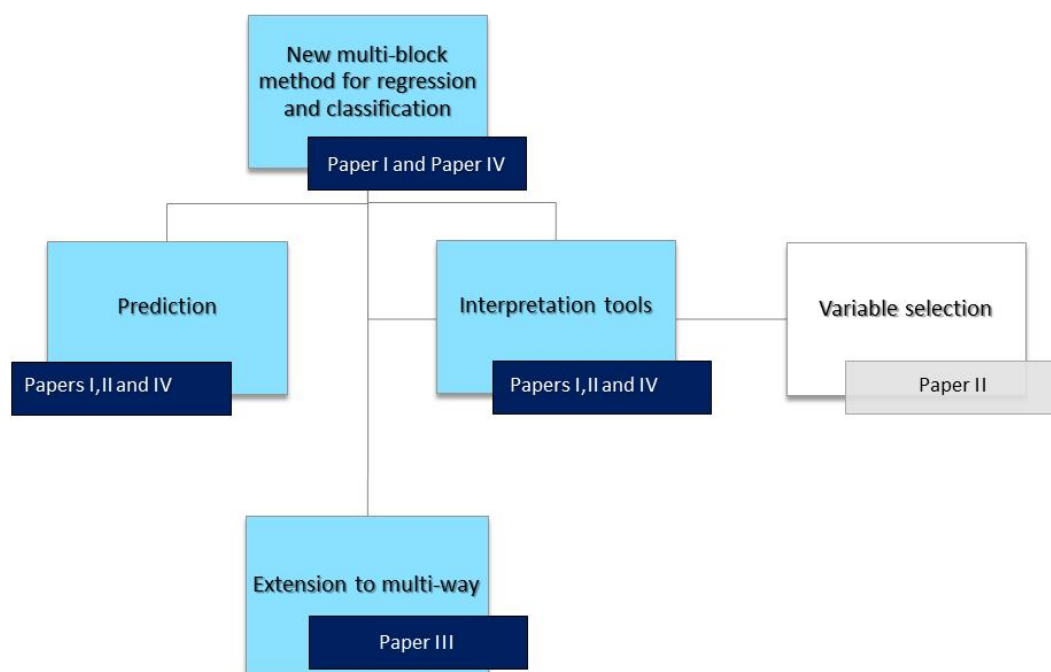 New multi-block
method for regression
and classification
Paper I and Paper IV
Prediction
Papers I,II and IV
Interpretation tools
Papers I,II and IV
Variable selection
Paper II
Extension to multi-way
Paper III